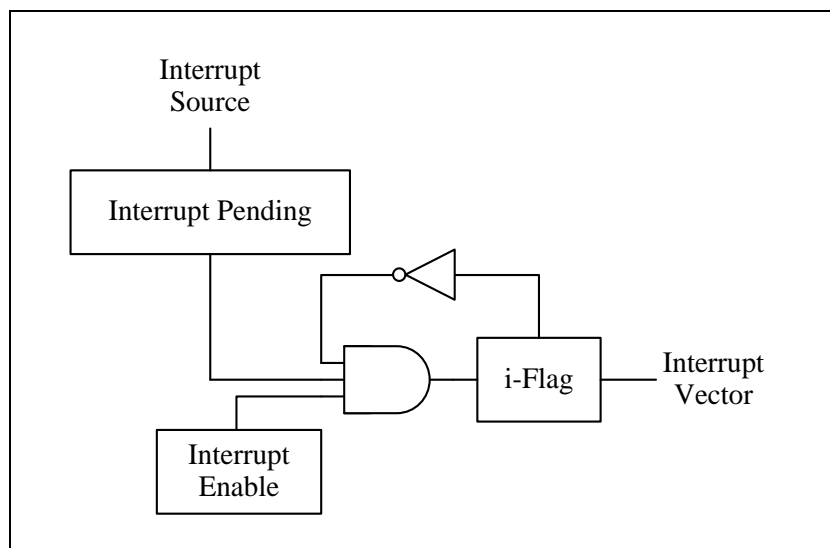 Interrupt
Source
Interrupt Pending
i-Flag
Interrupt
Vector
Interrupt
Enable